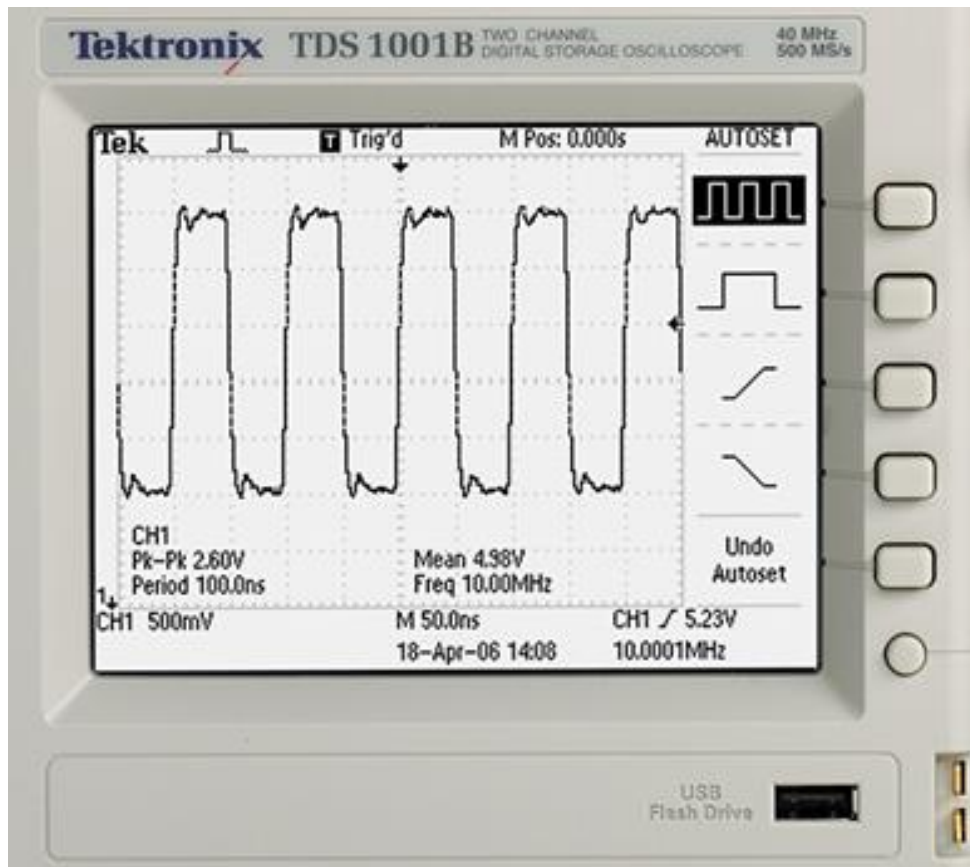 Tektronix TDS 1001B TWO CHANNEL DIGITAL STORAGE OSCILLOSCOPE 40 MHz 500 MS/s
Tek T Trig'd M Pos: 0.000s AUTOSET
CH1
Pk-Pk 2.60V Mean 4.98V
Period 100.0ns Freq 10.00MHz
Undo
Autoset
1
CH1 500mV M 50.0ns CH1 5.23V
18-Apr-06 14:08 10.0001MHz
USB
Flash Drive